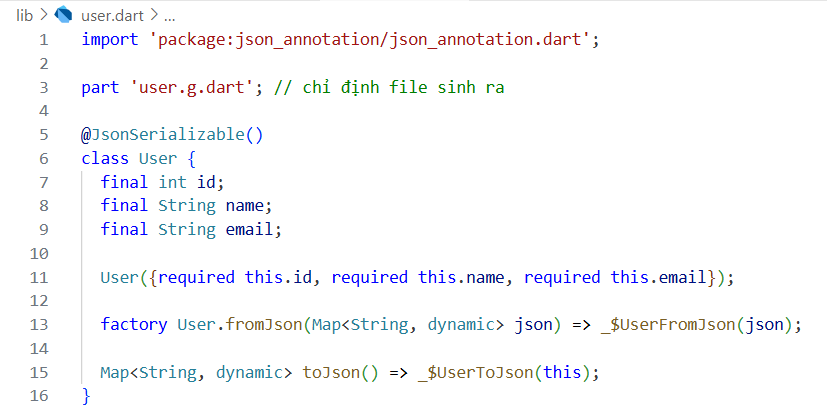 lib > user.dart > ...
1 import 'package:json_annotation/json_annotation.dart';
2
3 part 'user.g.dart'; // chỉ định file sinh ra
4
5 @JsonSerializable()
6 class User {
7 final int id;
8 final String name;
9 final String email;
10
11 User({required this.id, required this.name, required this.email});
12
13 factory User.fromJson(Map<String, dynamic> json) => _$UserFromJson(json);
14
15 Map<String, dynamic> toJson() => _$UserToJson(this);
16 }